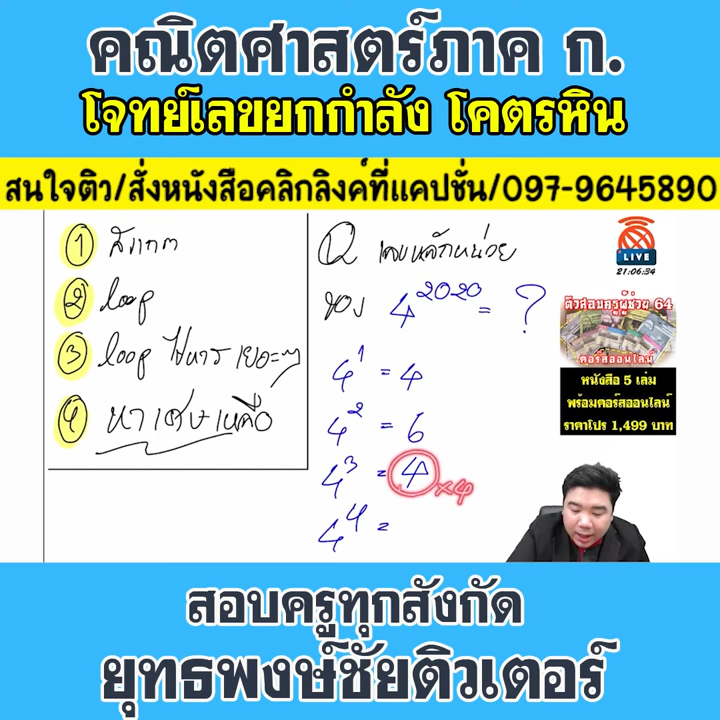 คณิตศาสตร์ภาค ก.
โจทย์เลขยกกำลัง โคตรหิน
สนใจติว/สั่งหนังสือคลิกลิงค์ที่แคปชั่น/097-9645890
① สังเกต
② loop
③ loop ไปหาร เยอะๆ
④ หาเศษเหลือ
Q เลขหลักหน่วย
ของ 4²⁰²⁰ = ?
4¹ = 4
4² = 6
4³ = 4 ×4
4⁴ =
LIVE
21:06:34
ติวสอบครูผู้ช่วย 64
คอร์สออนไลน์
หนังสือ 5 เล่ม
พร้อมคอร์สออนไลน์
ราคาโปร 1,499 บาท
สอบครูทุกสังกัด
ยุทธพงษ์ชัยติวเตอร์